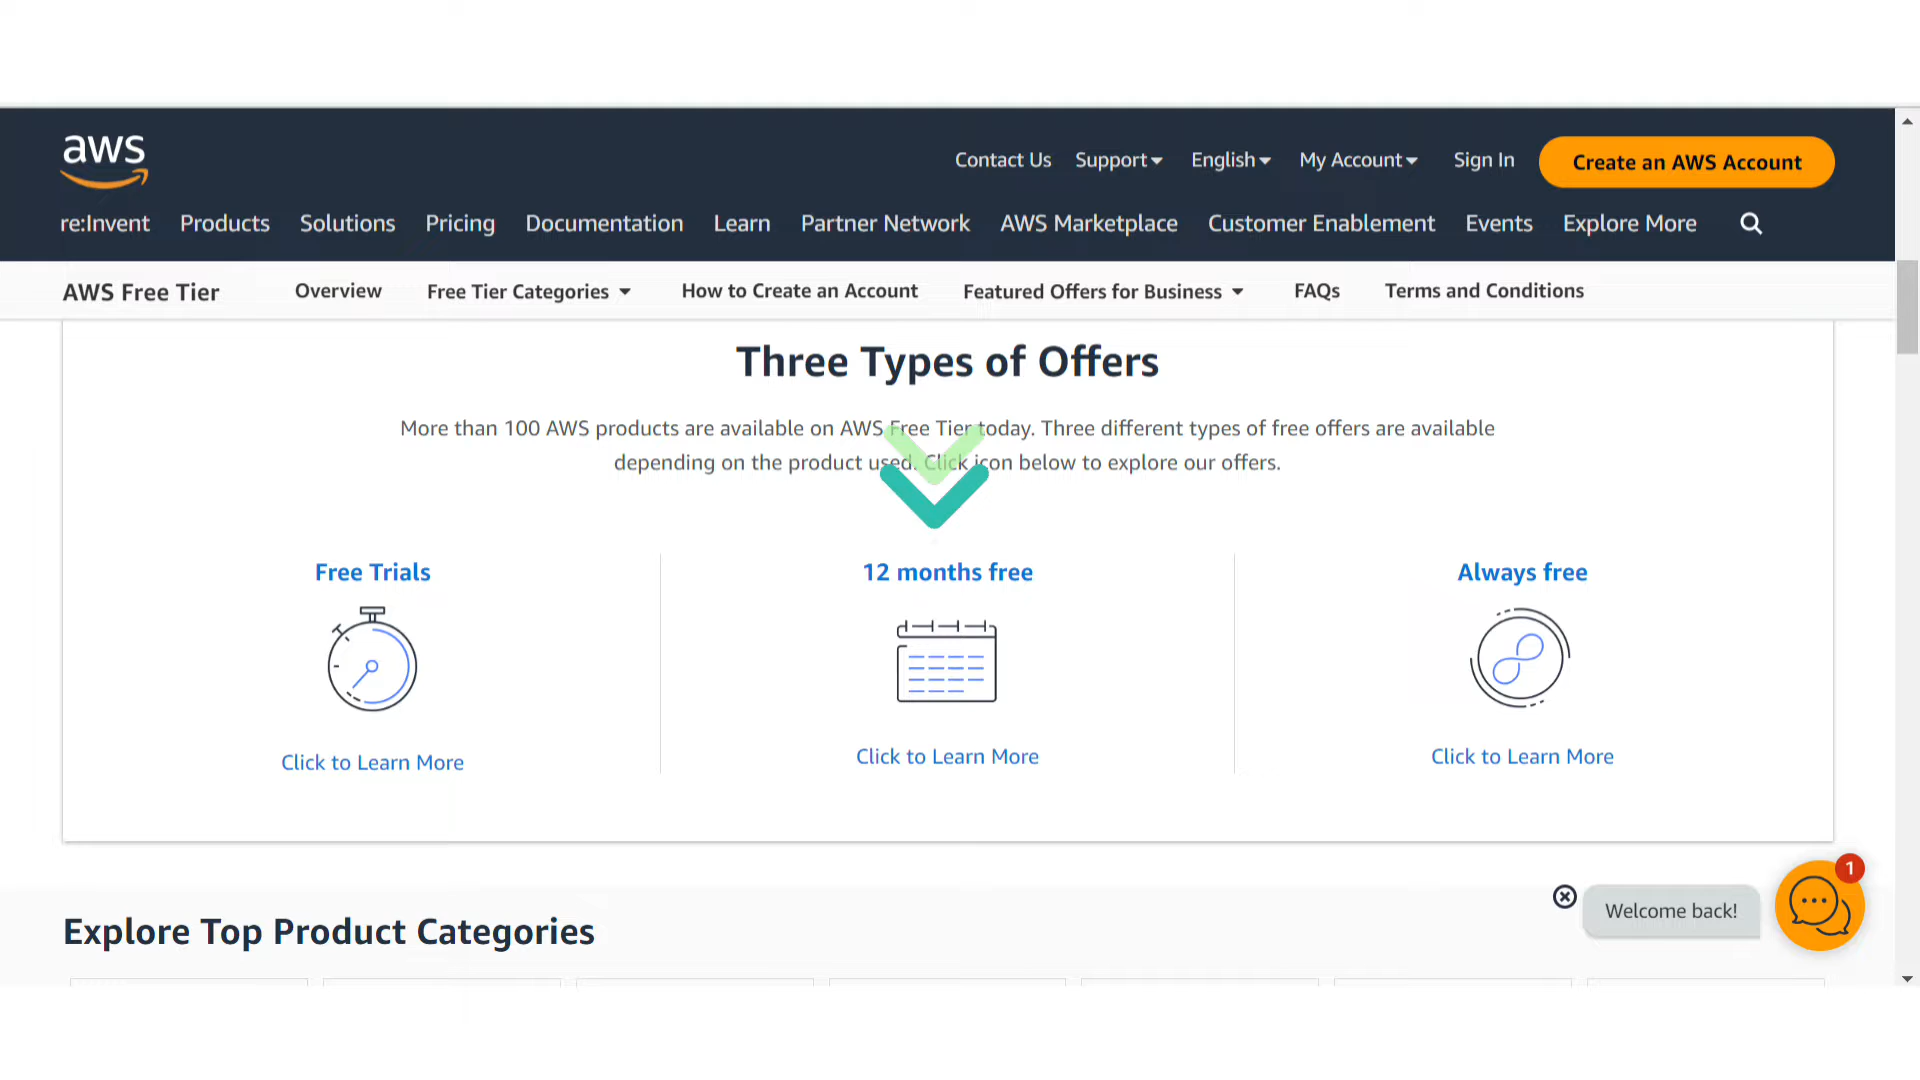 aws
Contact Us Support English My Account Sign In Create an AWS Account
re:Invent Products Solutions Pricing Documentation Learn Partner Network AWS Marketplace Customer Enablement Events Explore More
AWS Free Tier Overview Free Tier Categories How to Create an Account Featured Offers for Business FAQs Terms and Conditions
Three Types of Offers
More than 100 AWS products are available on AWS Free Tier today. Three different types of free offers are available
depending on the product used. Click icon below to explore our offers.
Free Trials 12 months free Always free
Click to Learn More Click to Learn More Click to Learn More
1
Welcome back!
Explore Top Product Categories